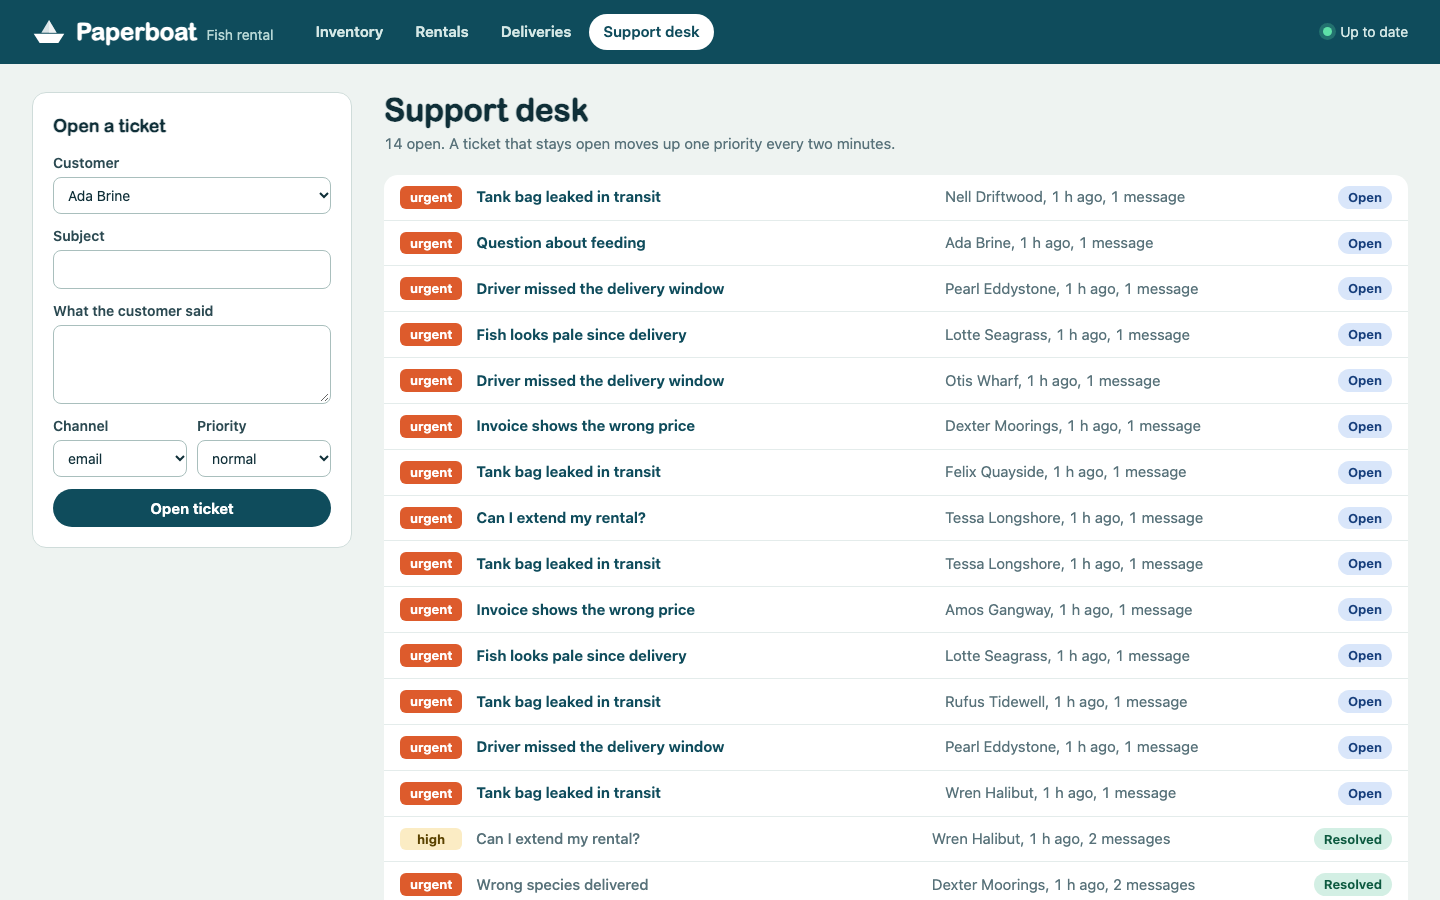 Paperboat Fish rental Inventory Rentals Deliveries Support desk Up to date
Open a ticket
Customer
Ada Brine
Subject
What the customer said
Channel Priority
email normal
Open ticket
Support desk
14 open. A ticket that stays open moves up one priority every two minutes.
urgent Tank bag leaked in transit Nell Driftwood, 1 h ago, 1 message Open
urgent Question about feeding Ada Brine, 1 h ago, 1 message Open
urgent Driver missed the delivery window Pearl Eddystone, 1 h ago, 1 message Open
urgent Fish looks pale since delivery Lotte Seagrass, 1 h ago, 1 message Open
urgent Driver missed the delivery window Otis Wharf, 1 h ago, 1 message Open
urgent Invoice shows the wrong price Dexter Moorings, 1 h ago, 1 message Open
urgent Tank bag leaked in transit Felix Quayside, 1 h ago, 1 message Open
urgent Can I extend my rental? Tessa Longshore, 1 h ago, 1 message Open
urgent Tank bag leaked in transit Tessa Longshore, 1 h ago, 1 message Open
urgent Invoice shows the wrong price Amos Gangway, 1 h ago, 1 message Open
urgent Fish looks pale since delivery Lotte Seagrass, 1 h ago, 1 message Open
urgent Tank bag leaked in transit Rufus Tidewell, 1 h ago, 1 message Open
urgent Driver missed the delivery window Pearl Eddystone, 1 h ago, 1 message Open
urgent Tank bag leaked in transit Wren Halibut, 1 h ago, 1 message Open
high Can I extend my rental? Wren Halibut, 1 h ago, 2 messages Resolved
urgent Wrong species delivered Dexter Moorings, 1 h ago, 2 messages Resolved